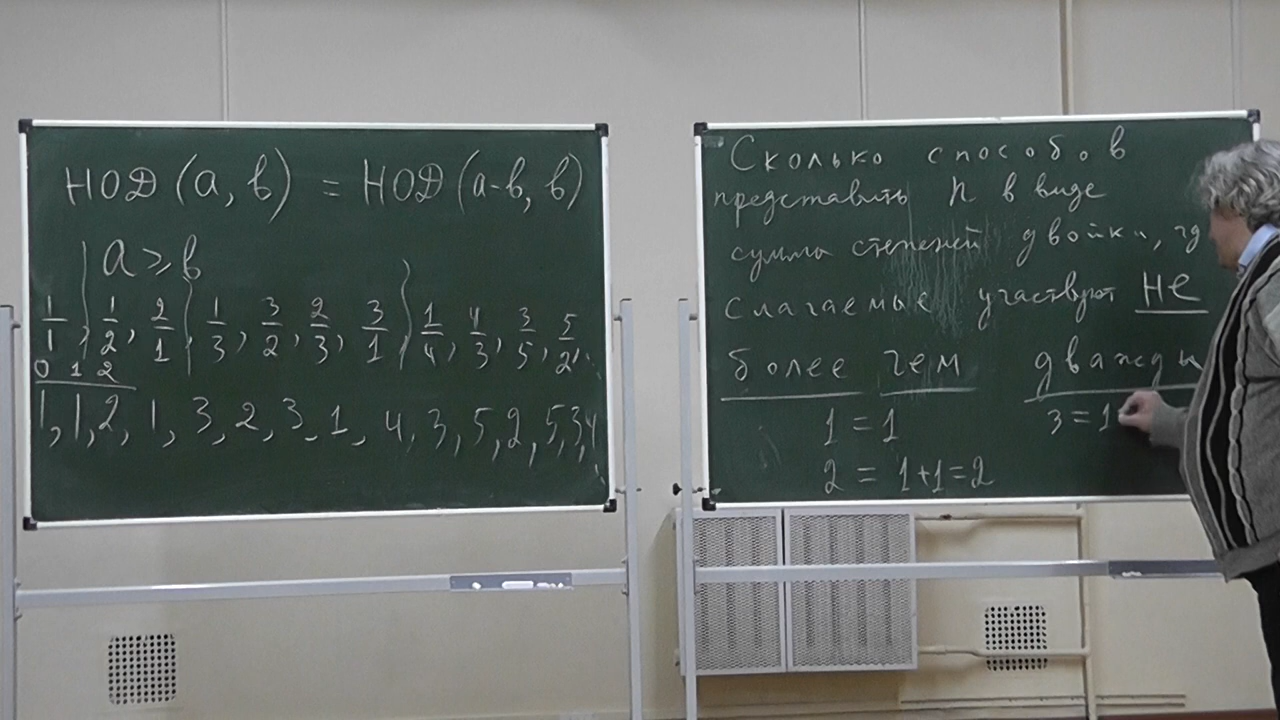 НОД (а, в) = НОД (а-в, в)
а ⩾ в
1/1, 1/2, 2/1, 1/3, 3/2, 2/3, 3/1, 1/4, 4/3, 3/5, 5/2,
0 1 2
1, 1, 2, 1, 3, 2, 3, 1, 4, 3, 5, 2, 5, 3, 4
Сколько способов
представить n в виде
суммы степеней двойки, гд
слагаемые участвуют не
более чем дважды
1 = 1
3 = 1
2 = 1+1=2